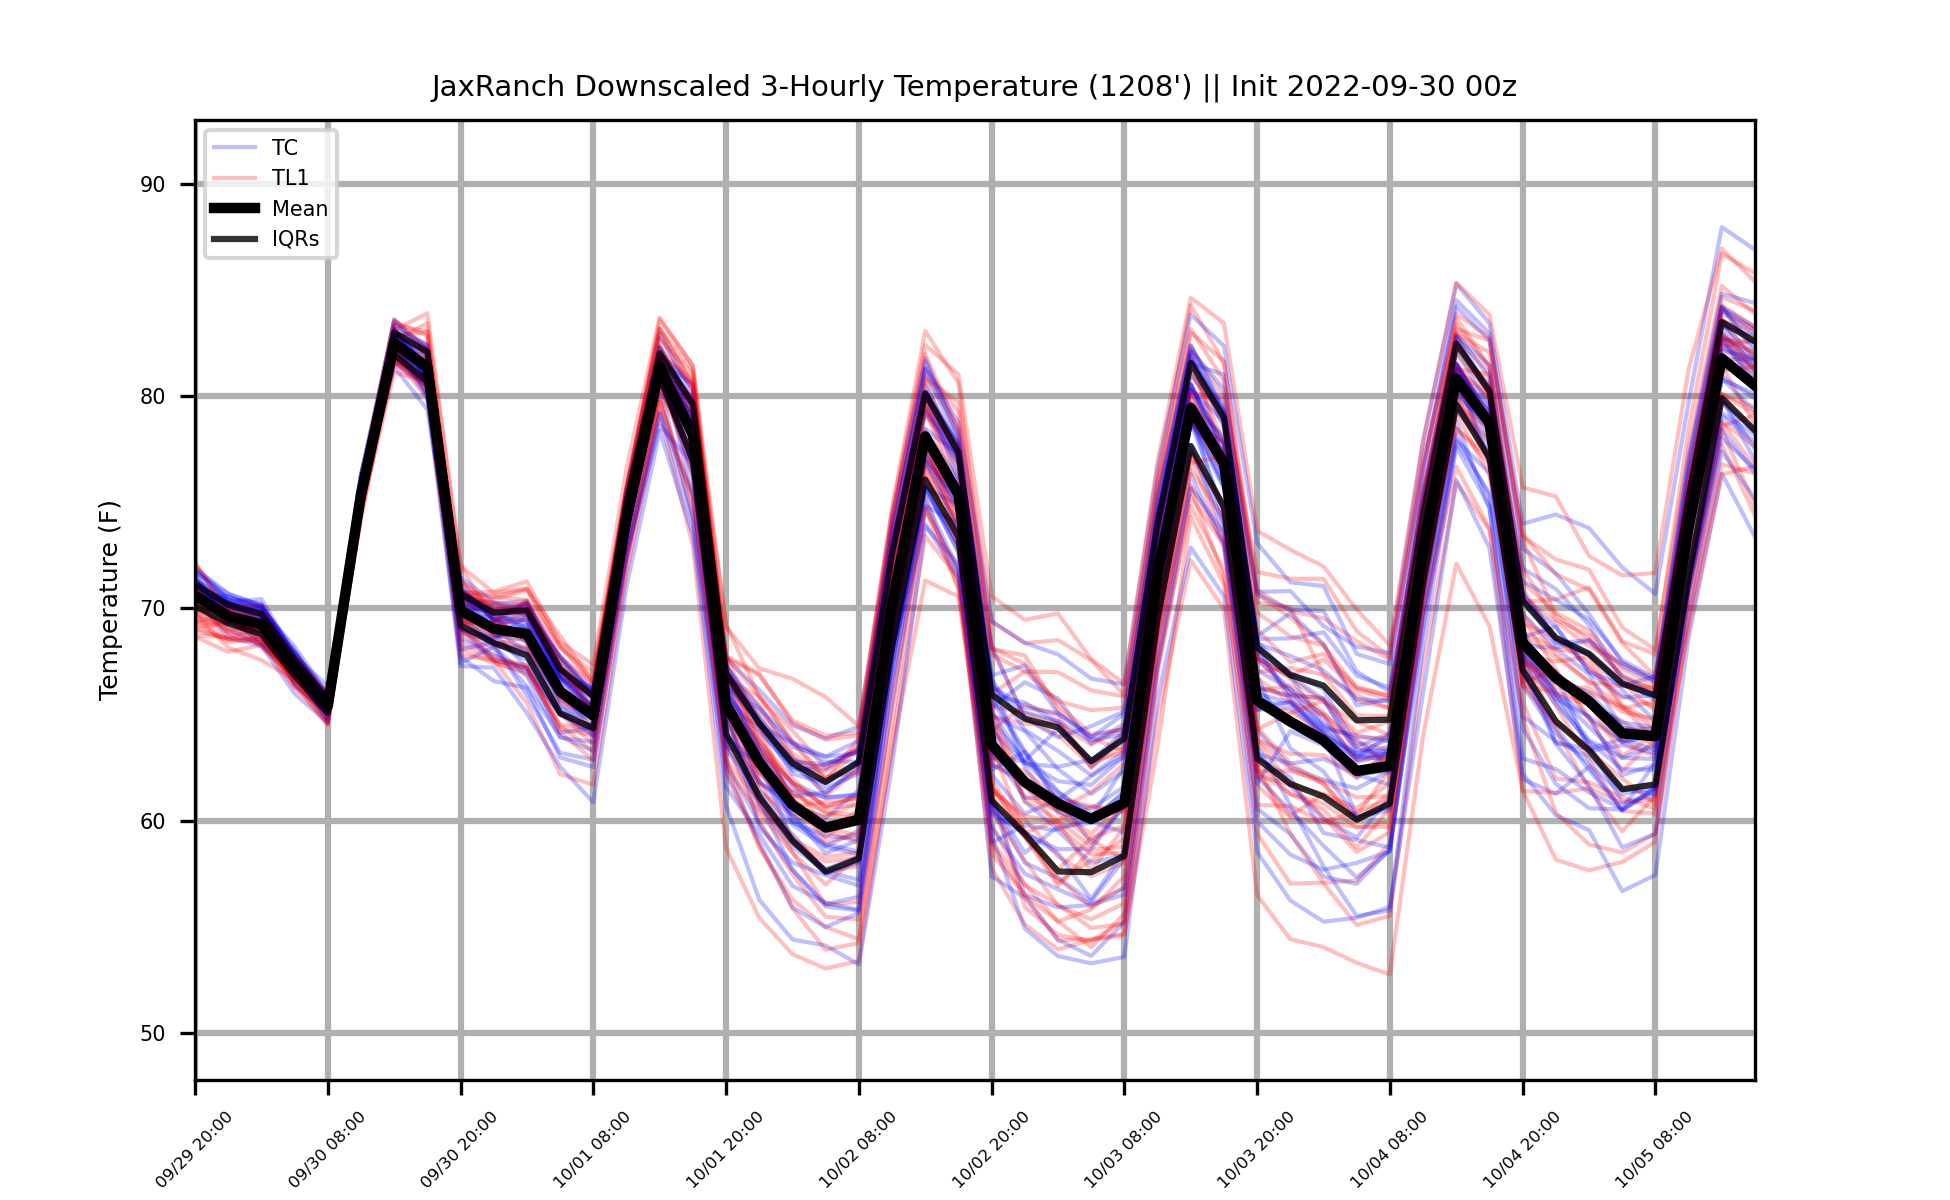 JaxRanch Downscaled 3-Hourly Temperature (1208') || Init 2022-09-30 00z
TC
TL1
Mean
IQRs
Temperature (F)
90
80
70
60
50
09/29 20:00
09/30 08:00
09/30 20:00
10/01 08:00
10/01 20:00
10/02 08:00
10/02 20:00
10/03 08:00
10/03 20:00
10/04 08:00
10/04 20:00
10/05 08:00